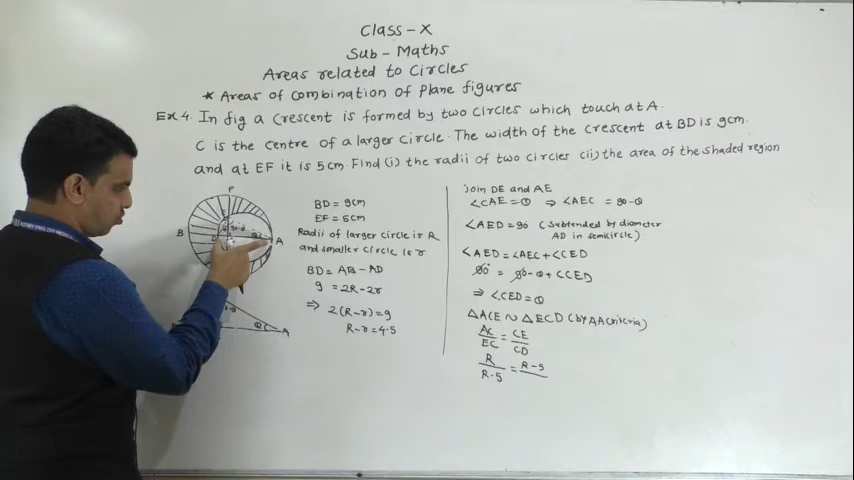 Class-X
Sub-Maths
Areas related to Circles
* Areas of combination of plane figures
Ex 4. In fig a crescent is formed by two circles which touch at A.
C is the centre of a larger circle. The width of the crescent at BD is 9cm.
and at EF it is 5cm. Find (i) the radii of two circles (ii) the area of the shaded region
F
B
A
BD = 9cm
EF = 5cm
Radii of larger circle is R
and smaller circle is r
BD = AB - AD
9 = 2R-2r
⇒ 2(R-r)=9
R-r=4.5
θ
A
Join DE and AE
∠CAE = θ ⇒ ∠AEC = 90-θ
∠AED = 90 (Subtended by diameter
AD in semicircle)
∠AED = ∠AEC + ∠CED
90 = 90-θ+∠CED
⇒ ∠CED = θ
△ACE ~ △ECD (by AA criteria)
AC/EC = CE/CD
R/R-5 = R-5/